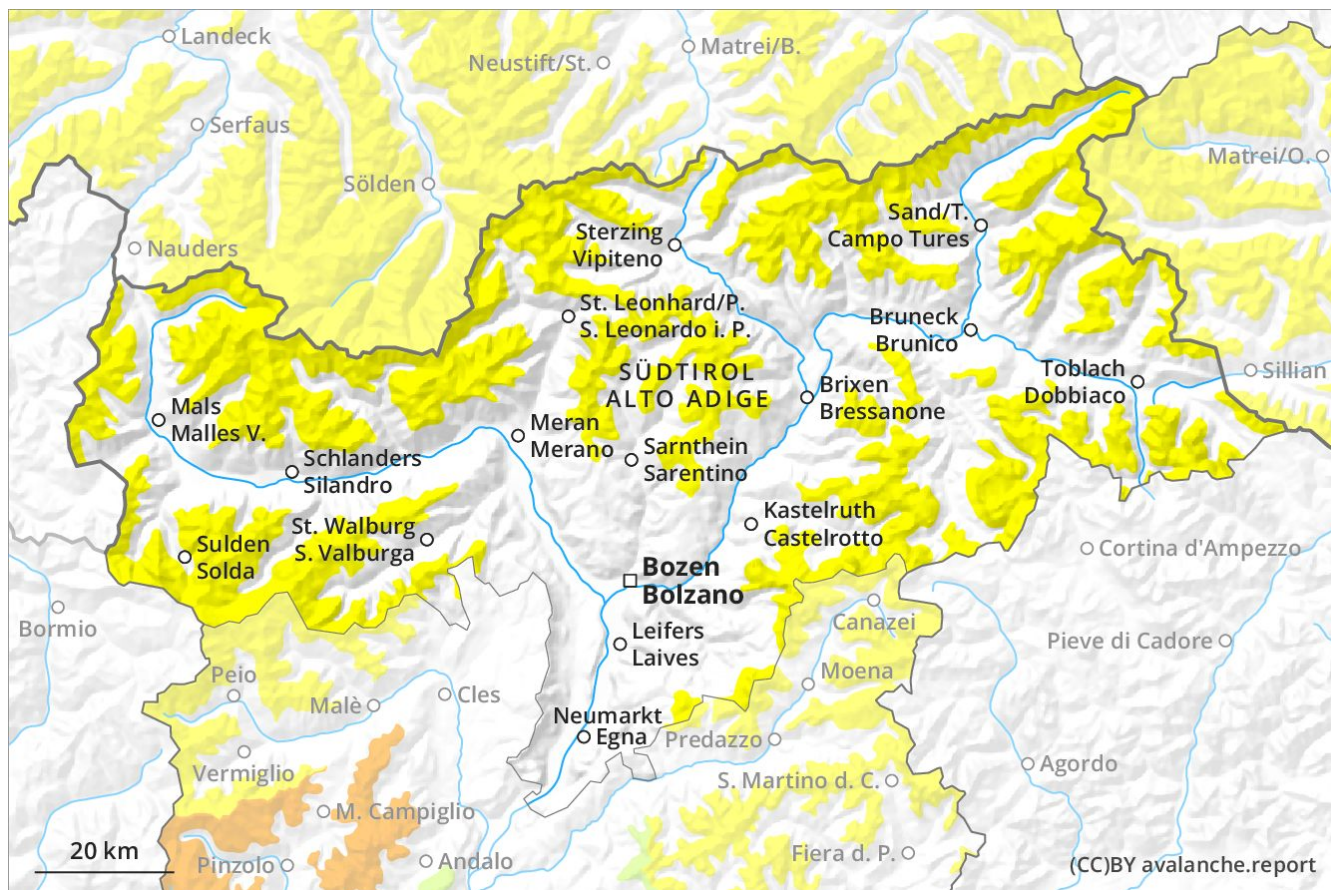 Landeck
Matrei/B.
Neustift/St.
Serfaus
Matrei/O.
Sölden
Sand/T.
Campo Tures
Sterzing
Vipiteno
Nauders
St. Leonhard/P.
S. Leonardo i. P.
Bruneck
Brunico
SÜDTIROL
ALTO ADIGE
Toblach
Dobbiaco
Sillian
Brixen
Bressanone
Mals
Malles V.
Meran
Merano
Sarnthein
Sarentino
Schlanders
Silandro
Kastelruth
Castelrotto
St. Walburg
S. Valburga
Sulden
Solda
Cortina d'Ampezzo
Bozen
Bolzano
Bormio
Canazei
Leifers
Laives
Pieve di Cadore
Peio
Moena
Malè
Cles
Neumarkt
Egna
Predazzo
Vermiglio
Agordo
S. Martino d. C.
M. Campiglio
20 km
Pinzolo
Andalo
Fiera d. P.
(CC)BY avalanche.report